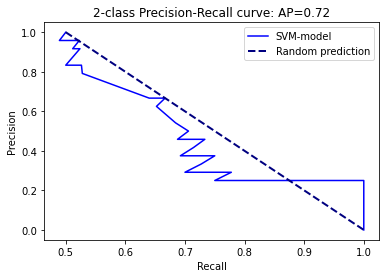 2-class Precision-Recall curve: AP=0.72
SVM-model
Random prediction
Precision
1.0
0.8
0.6
0.4
0.2
0.0
0.5 0.6 0.7 0.8 0.9 1.0
Recall